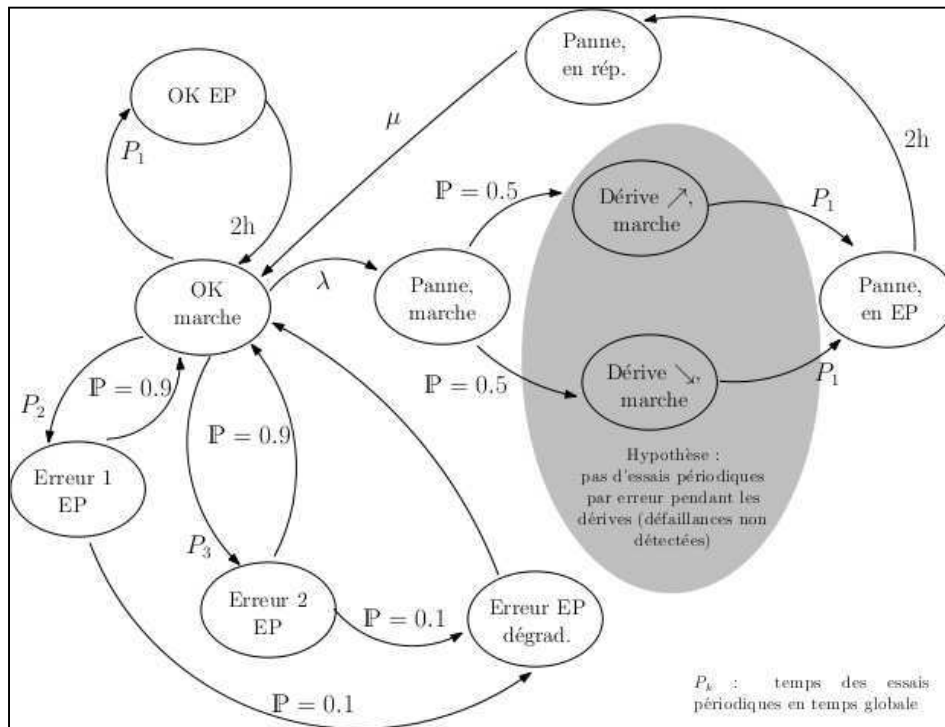 Panne,
en rép.
OK EP
μ
2h
P₁
ℙ = 0.5
Dérive ↗,
marche
P₁
2h
OK
marche
λ
Panne,
marche
Panne,
en EP
ℙ = 0.5
Dérive ↘,
marche
P₁
P₂
ℙ = 0.9
ℙ = 0.9
Hypothèse :
pas d'essais périodiques
par erreur pendant les
dérives (défaillances non
détectées)
Erreur 1
EP
P₃
Erreur 2
EP
ℙ = 0.1
Erreur EP
dégrad.
ℙ = 0.1
Pₖ : temps des essais
périodiques en temps globale